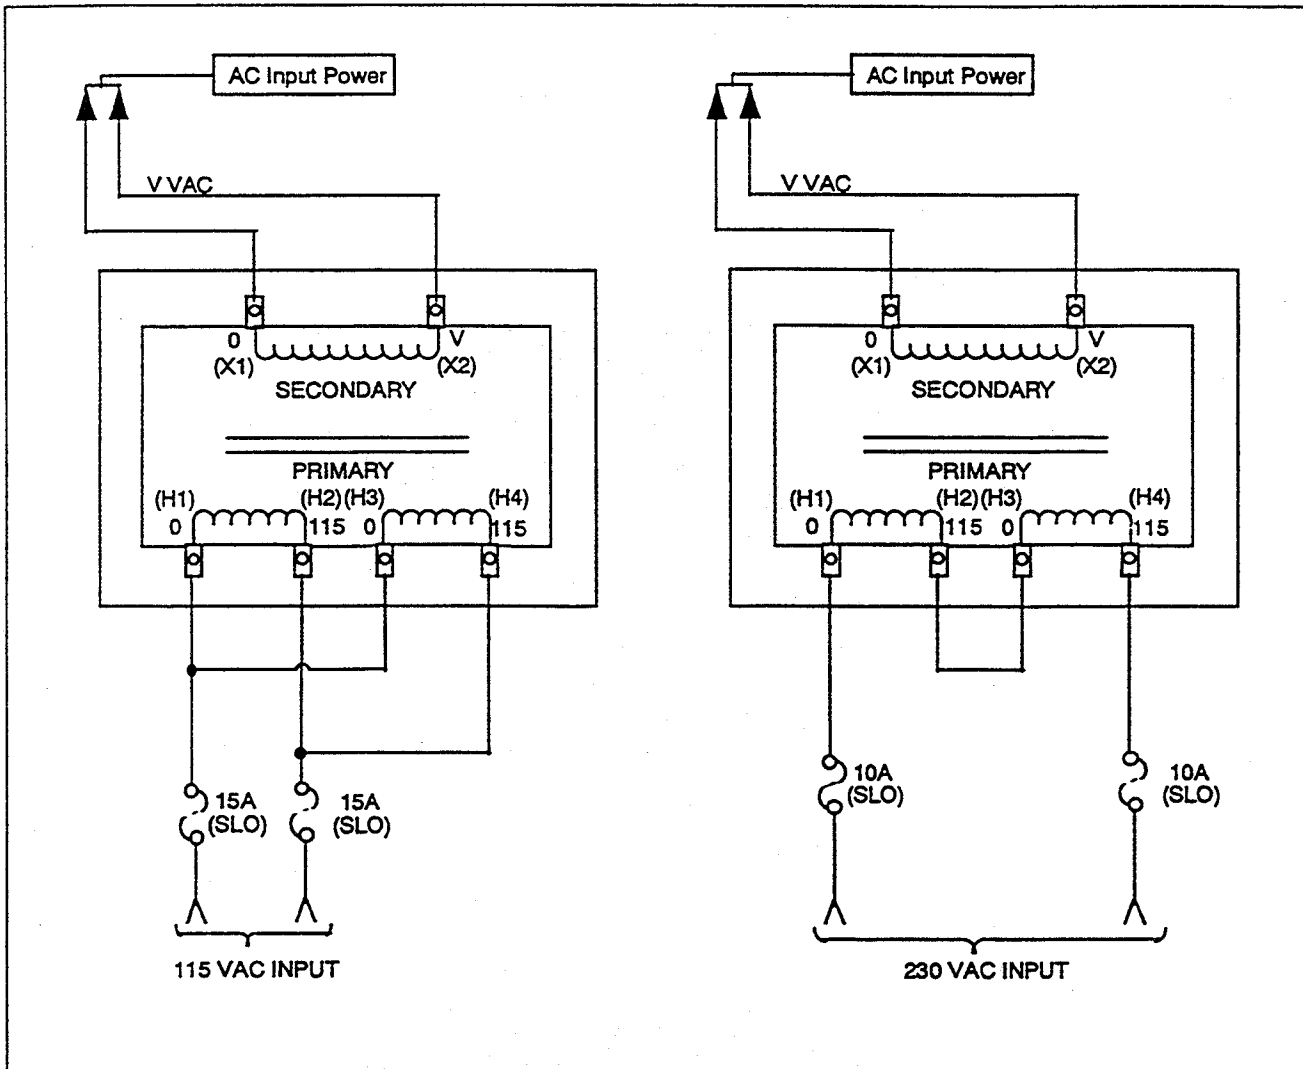 AC Input Power
V VAC
0
V
(X1)
(X2)
SECONDARY
PRIMARY
(H1)
(H2) (H3)
(H4)
0
115
0
115
15A
(SLO)
15A
(SLO)
115 VAC INPUT
AC Input Power
V VAC
0
V
(X1)
(X2)
SECONDARY
PRIMARY
(H1)
(H2) (H3)
(H4)
0
115
0
115
10A
(SLO)
10A
(SLO)
230 VAC INPUT